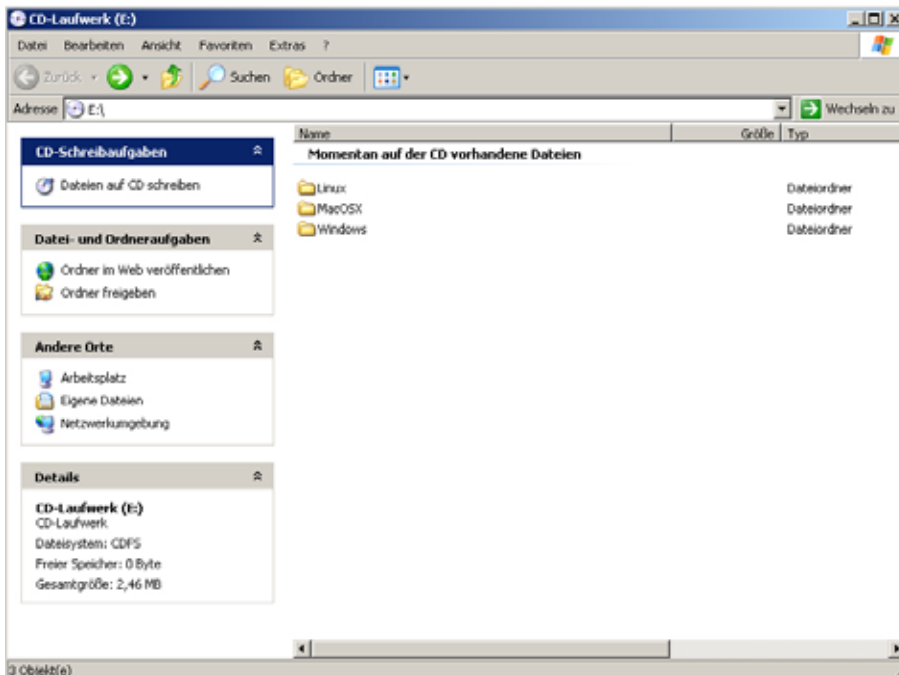 CD-Laufwerk (E:)
Datei Bearbeiten Ansicht Favoriten Extras ?
Zurück Suchen Ordner
Adresse E:\ Wechseln zu
Name Größe Typ
CD-Schreibaufgaben
Dateien auf CD schreiben
Datei- und Ordneraufgaben
Ordner im Web veröffentlichen
Ordner freigeben
Andere Orte
Arbeitsplatz
Eigene Dateien
Netzwerkumgebung
Details
CD-Laufwerk (E:)
CD-Laufwerk
Dateisystem: CDFS
Freier Speicher: 0 Byte
Gesamtgröße: 2,46 MB
Momentan auf der CD vorhandene Dateien
Linux Dateiordner
MacOSX Dateiordner
Windows Dateiordner
3 Objekt(e)